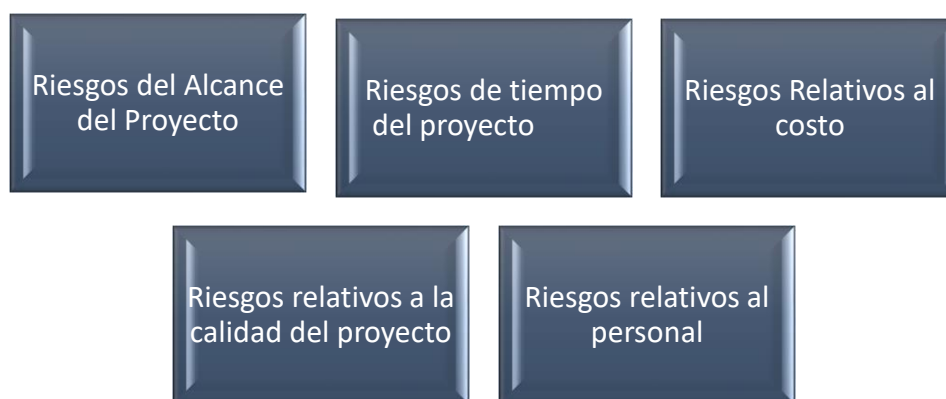 Riesgos del Alcance
del Proyecto
Riesgos de tiempo
del proyecto
Riesgos Relativos al
costo
Riesgos relativos a la
calidad del proyecto
Riesgos relativos al
personal